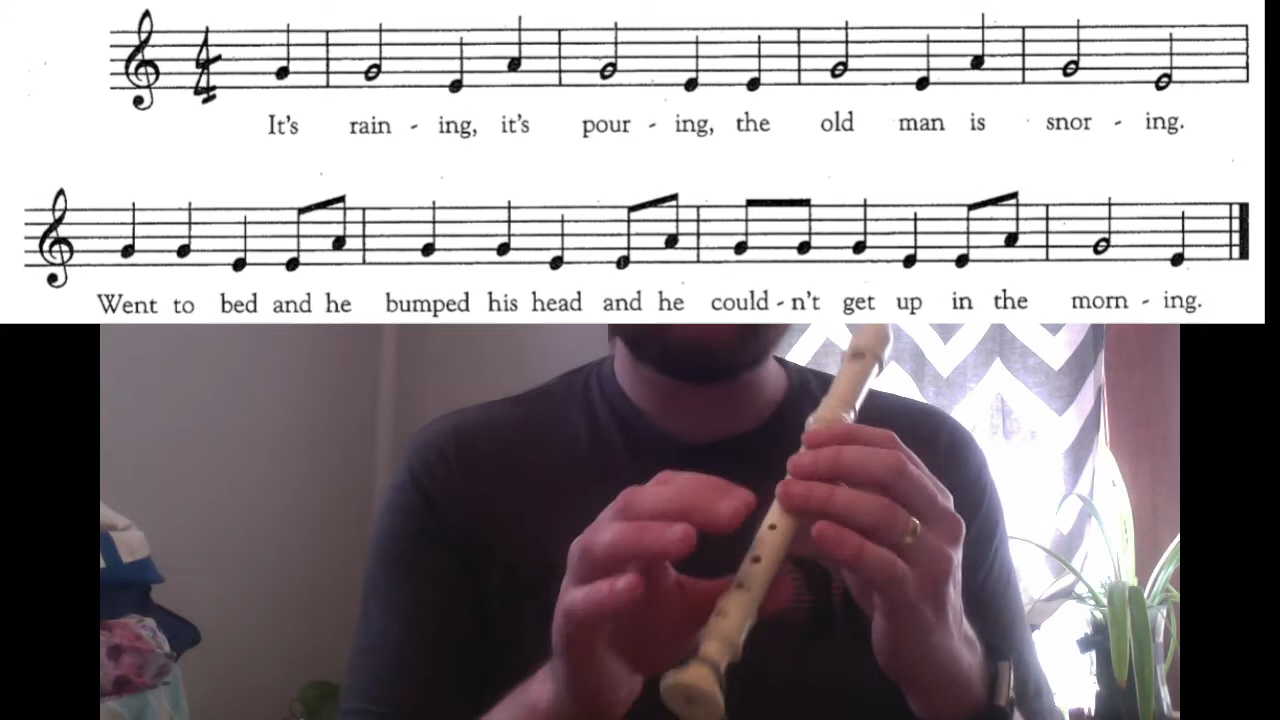 It's rain - ing, it's pour - ing, the old man is snor - ing.
Went to bed and he bumped his head and he could - n't get up in the morn - ing.